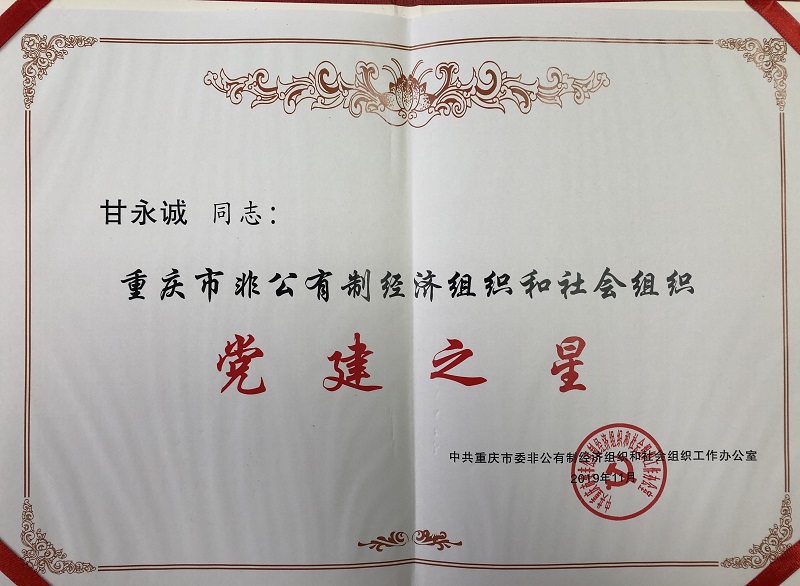 甘永诚 同志：
重庆市非公有制经济组织和社会组织
党建之星
中共重庆市委非公有制经济组织和社会组织工作办公室
2019年11月